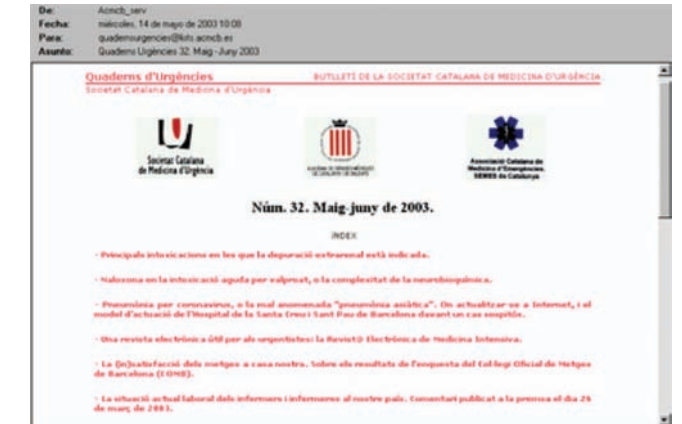 De: Acmcb_serv
Fecha: miércoles, 14 de mayo de 2003 10:08
Para: quadernsurgencies@llots.acmcb.es
Asunto: Quaderns Urgències 32. Maig - Juny 2003
Quaderns d'Urgències BUTLLETÍ DE LA SOCIETAT CATALANA DE MEDICINA D'URGÈNCIA
Societat Catalana de Medicina d'Urgència
Societat Catalana
de Medicina d'Urgència
Associació Catalana de
Medicina d'Emergències.
SEMES de Catalunya
Núm. 32. Maig-juny de 2003.
ÍNDEX
- Principals intoxicacions en les que la depuració extrarenal està indicada.
- Naloxona en la intoxicació aguda per valproat, o la complexitat de la neurobioquímica.
- Pneumònia per coronavirus, o la mal anomenada "pneumònia asiàtica". On actualitzar-se a Internet, i el
model d'actuació de l'Hospital de la Santa Creu i Sant Pau de Barcelona davant un cas sospitós.
- Una revista electrònica útil per als urgentistes: la Revist@ Electrònica de Medicina Intensiva.
- La (in)satisfacció dels metges a casa nostra. Sobre els resultats de l'enquesta del Col·legi Oficial de Metges
de Barcelona (COMB).
- La situació actual laboral dels infermers i infermeres al nostre país. Comentari publicat a la premsa el dia 26
de març de 2003.